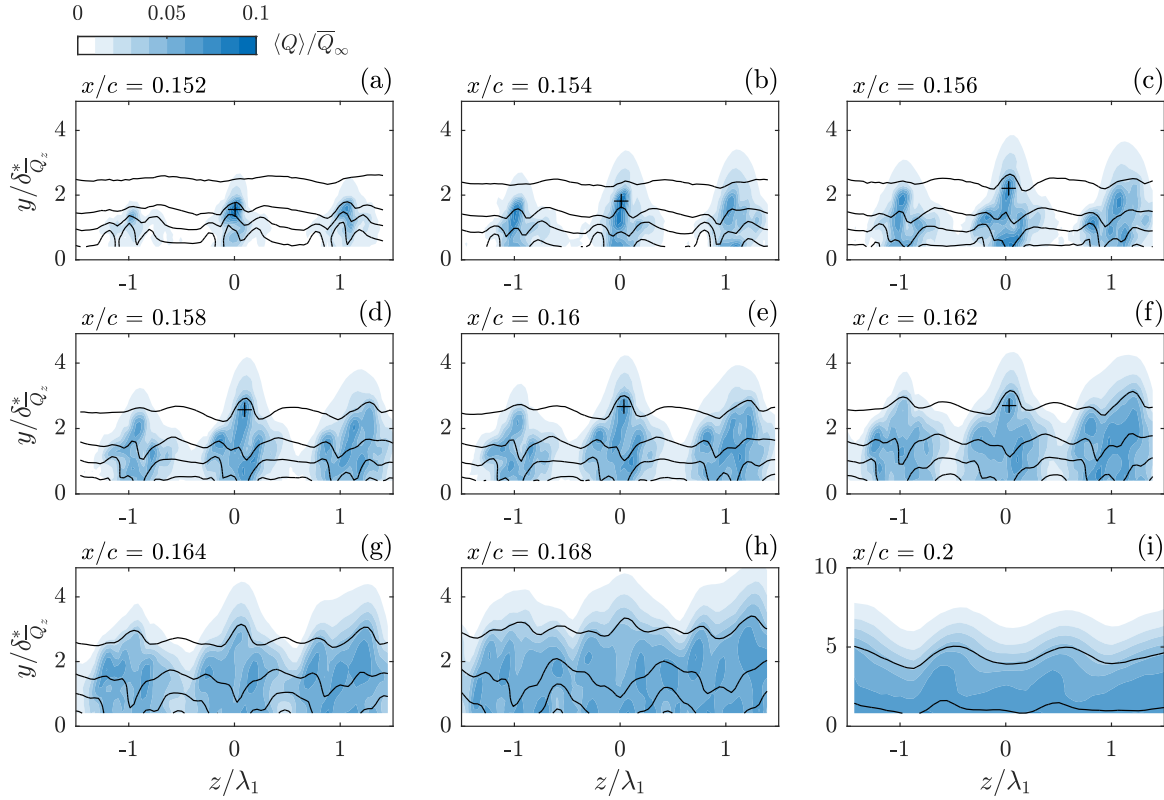 0 0.05 0.1
⟨Q⟩/Q̅∞
(a) (b) (c)
x/c = 0.152 x/c = 0.154 x/c = 0.156
y/δ*Q̅z
4
2
0
-1 0 1 -1 0 1 -1 0 1
(d) (e) (f)
x/c = 0.158 x/c = 0.16 x/c = 0.162
y/δ*Q̅z
4
2
0
-1 0 1 -1 0 1 -1 0 1
(g) (h) (i)
x/c = 0.164 x/c = 0.168 x/c = 0.2
y/δ*Q̅z
4 4 10
2 2 5
0 0 0
-1 0 1 -1 0 1 -1 0 1
z/λ1 z/λ1 z/λ1